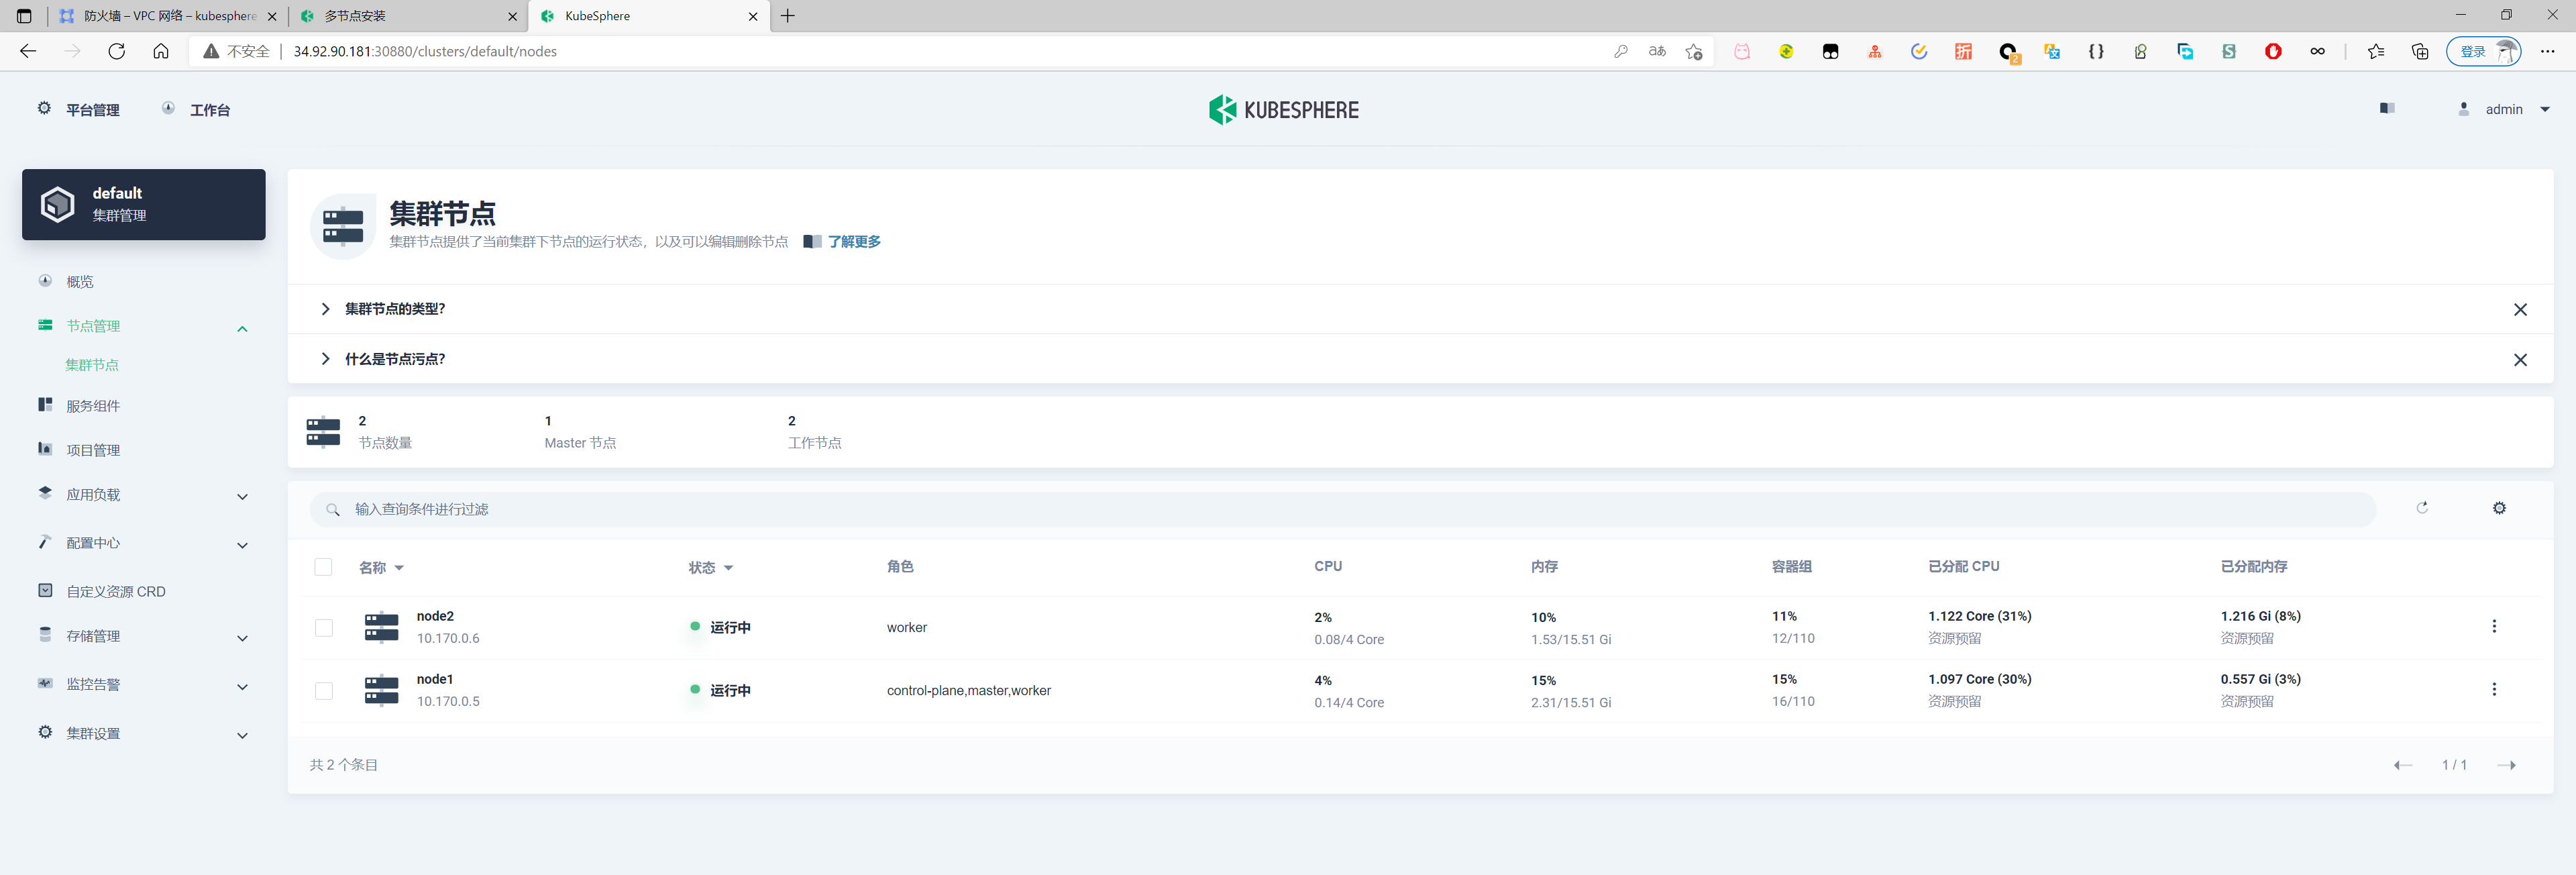 防火墙 – VPC 网络 – kubesphere
多节点安装
KubeSphere
不安全
34.92.90.181:30880/clusters/default/nodes
登录
平台管理
工作台
KUBESPHERE
admin
default
集群管理
概览
节点管理
集群节点
服务组件
项目管理
应用负载
配置中心
自定义资源 CRD
存储管理
监控告警
集群设置
集群节点
集群节点提供了当前集群下节点的运行状态，以及可以编辑删除节点 了解更多
集群节点的类型？
什么是节点污点？
2
节点数量
1
Master 节点
2
工作节点
输入查询条件进行过滤
名称 状态 角色 CPU 内存 容器组 已分配 CPU 已分配内存
node2
10.170.0.6
运行中
worker
2%
0.08/4 Core
10%
1.53/15.51 Gi
11%
12/110
1.122 Core (31%)
资源预留
1.216 Gi (8%)
资源预留
node1
10.170.0.5
运行中
control-plane,master,worker
4%
0.14/4 Core
15%
2.31/15.51 Gi
15%
16/110
1.097 Core (30%)
资源预留
0.557 Gi (3%)
资源预留
共 2 个条目
1 / 1